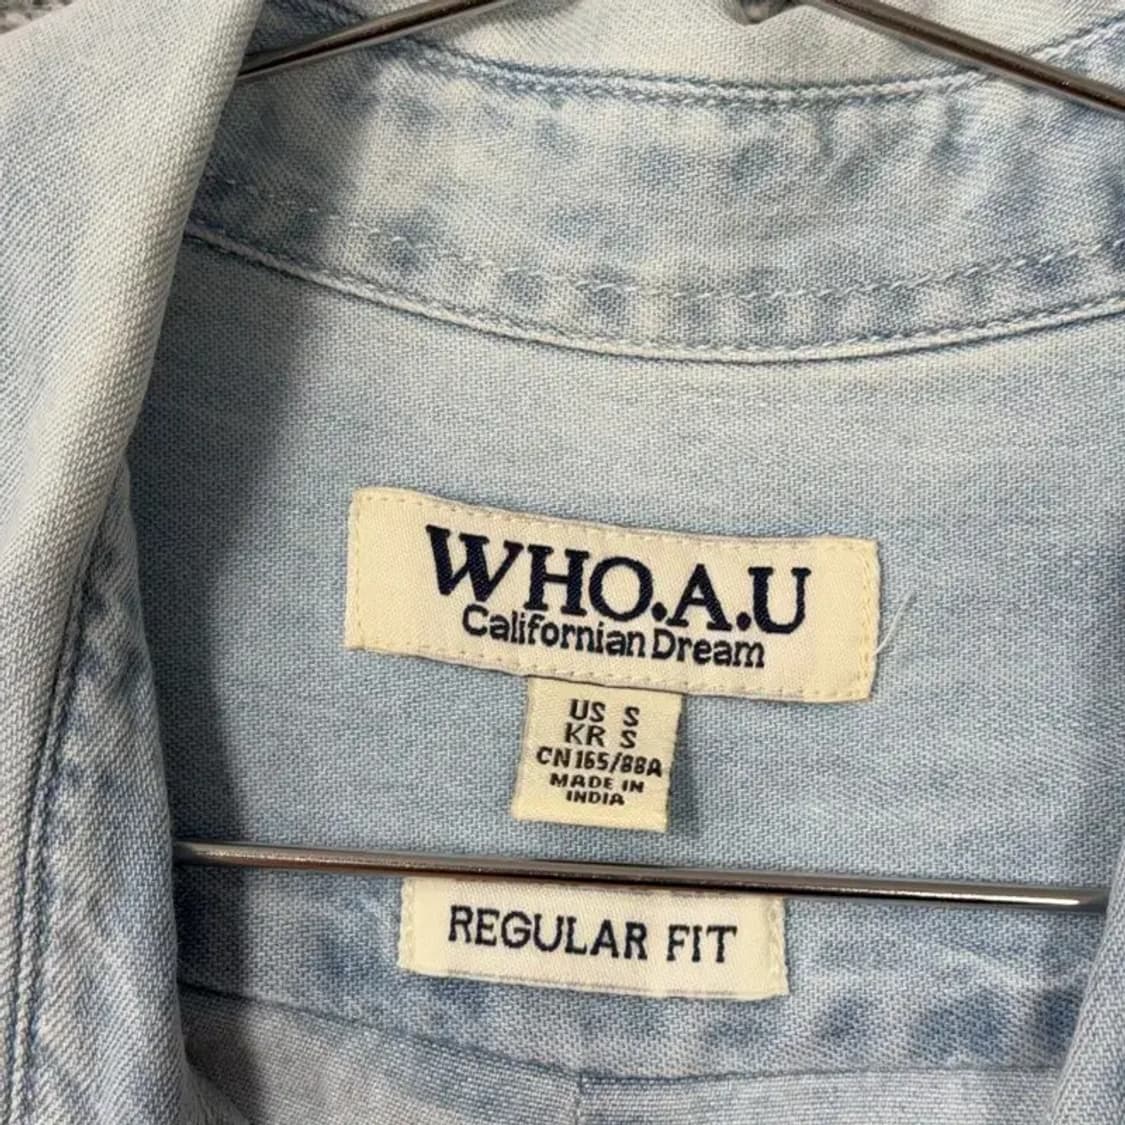 WHO.A.U
Californian Dream
US S
KR S
CN 165/88A
MADE IN
INDIA
REGULAR FIT